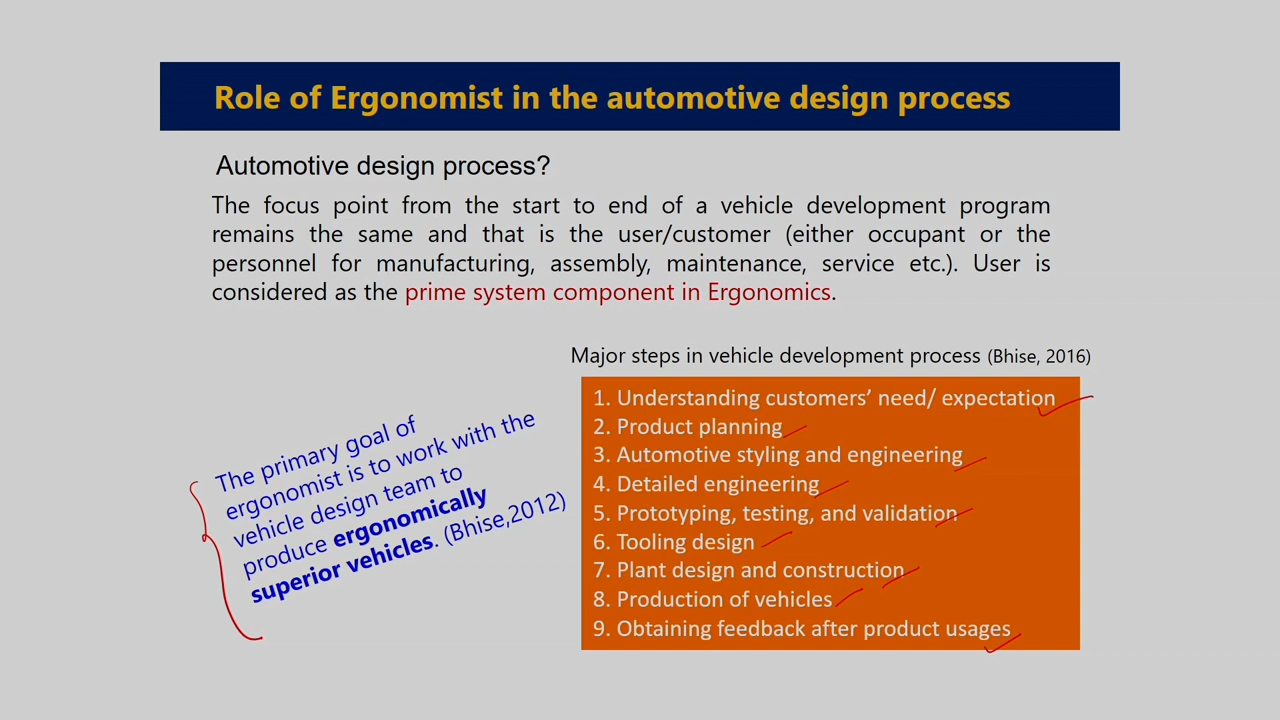 Role of Ergonomist in the automotive design process
Automotive design process?
The focus point from the start to end of a vehicle development program
remains the same and that is the user/customer (either occupant or the
personnel for manufacturing, assembly, maintenance, service etc.). User is
considered as the prime system component in Ergonomics.
Major steps in vehicle development process (Bhise, 2016)
1. Understanding customers’ need/ expectation
2. Product planning
3. Automotive styling and engineering
4. Detailed engineering
5. Prototyping, testing, and validation
6. Tooling design
7. Plant design and construction
8. Production of vehicles
9. Obtaining feedback after product usages
The primary goal of
ergonomist is to work with the
vehicle design team to
produce ergonomically
superior vehicles. (Bhise,2012)